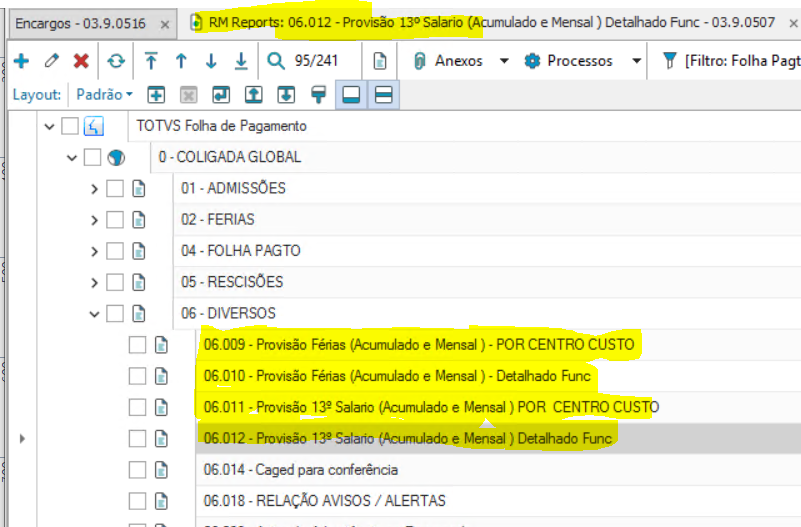 Encargos - 03.9.0516 × RM Reports: 06.012 - Provisão 13º Salario (Acumulado e Mensal ) Detalhado Func - 03.9.0507 ×
95/241 Anexos Processos [Filtro: Folha Pagt
Layout: Padrão
TOTVS Folha de Pagamento
0 - COLIGADA GLOBAL
01 - ADMISSÕES
02 - FERIAS
04 - FOLHA PAGTO
05 - RESCISÕES
06 - DIVERSOS
06.009 - Provisão Férias (Acumulado e Mensal ) - POR CENTRO CUSTO
06.010 - Provisão Férias (Acumulado e Mensal ) - Detalhado Func
06.011 - Provisão 13º Salario (Acumulado e Mensal ) POR CENTRO CUSTO
06.012 - Provisão 13º Salario (Acumulado e Mensal ) Detalhado Func
06.014 - Caged para conferência
06.018 - RELAÇÃO AVISOS / ALERTAS